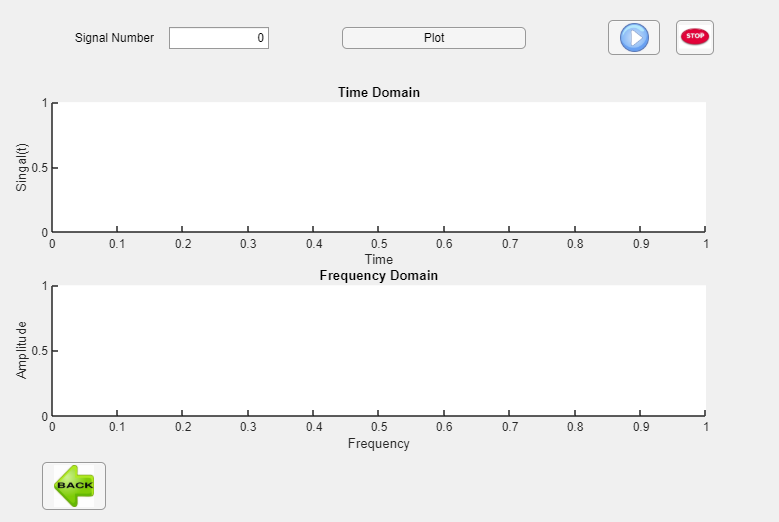 Signal Number 0 Plot STOP
Time Domain
1
0.5
0
Singal(t)
0 0.1 0.2 0.3 0.4 0.5 0.6 0.7 0.8 0.9 1
Time
Frequency Domain
1
0.5
0
Amplitude
0 0.1 0.2 0.3 0.4 0.5 0.6 0.7 0.8 0.9 1
Frequency
BACK